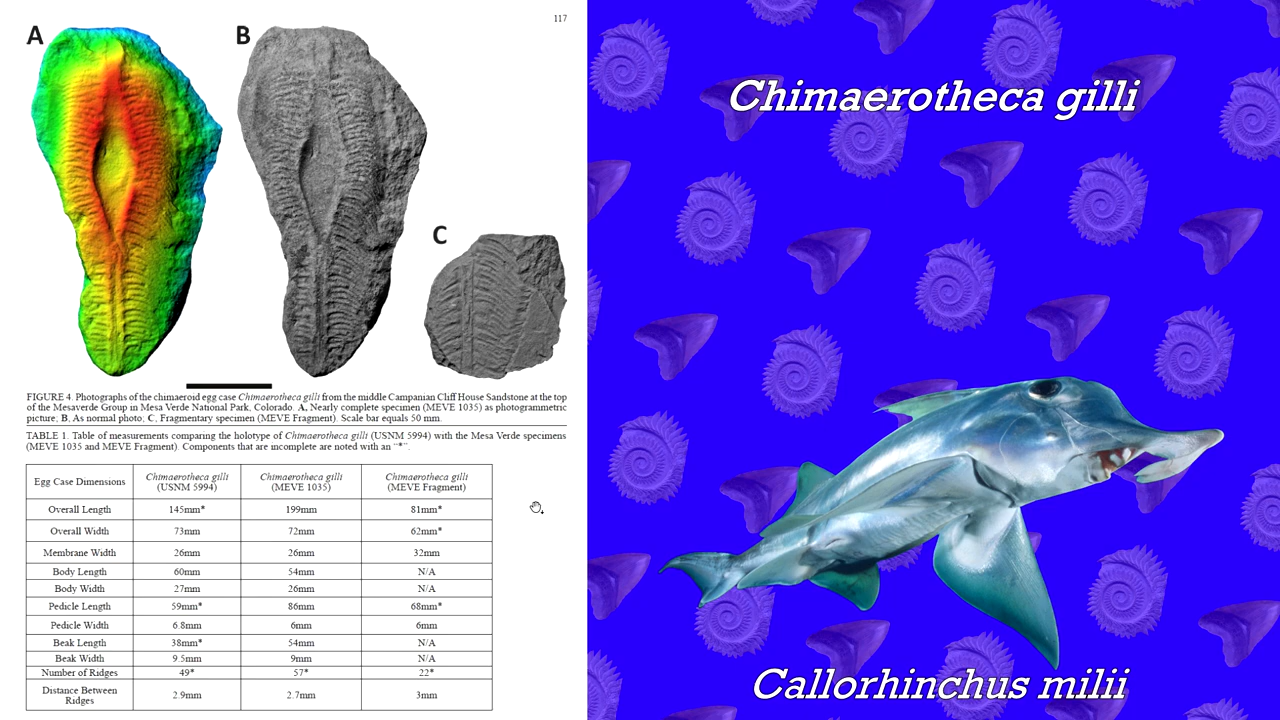 117
A
B
C
FIGURE 4. Photographs of the chimaeroid egg case Chimaerotheca gilli from the middle Campanian Cliff House Sandstone at the top
of the Mesaverde Group in Mesa Verde National Park, Colorado. A, Nearly complete specimen (MEVE 1035) as photogrammetric
picture; B, As normal photo; C, Fragmentary specimen (MEVE Fragment). Scale bar equals 50 mm.
TABLE 1. Table of measurements comparing the holotype of Chimaerotheca gilli (USNM 5994) with the Mesa Verde specimens
(MEVE 1035 and MEVE Fragment). Components that are incomplete are noted with an “*”.
Egg Case Dimensions Chimaerotheca gilli (USNM 5994) Chimaerotheca gilli (MEVE 1035) Chimaerotheca gilli (MEVE Fragment)
Overall Length 145mm* 199mm 81mm*
Overall Width 73mm 72mm 62mm*
Membrane Width 26mm 26mm 32mm
Body Length 60mm 54mm N/A
Body Width 27mm 26mm N/A
Pedicle Length 59mm* 86mm 68mm*
Pedicle Width 6.8mm 6mm 6mm
Beak Length 38mm* 54mm N/A
Beak Width 9.5mm 9mm N/A
Number of Ridges 49* 57* 22*
Distance Between Ridges 2.9mm 2.7mm 3mm
Chimaerotheca gilli
Callorhinchus milii